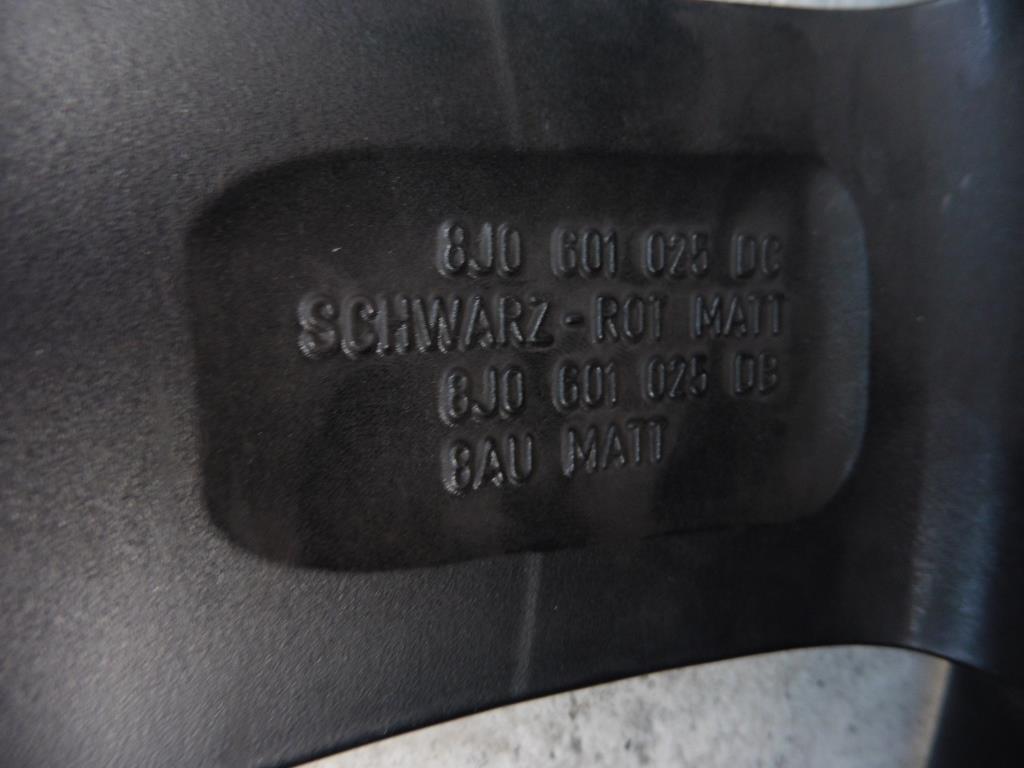 8J0 601 025 DC
SCHWARZ-ROT MATT
8J0 601 025 DB
8AU MATT